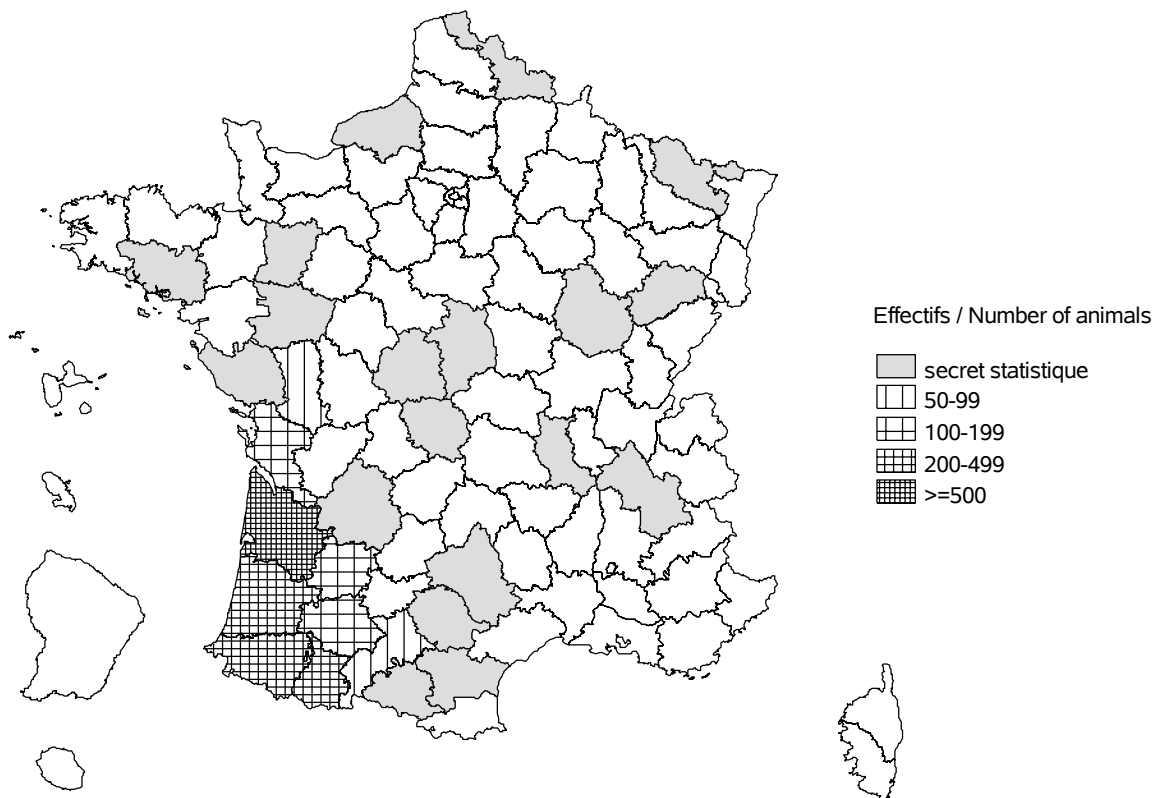 Effectifs / Number of animals
secret statistique
50-99
100-199
200-499
>=500